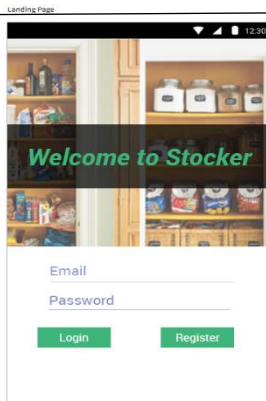 Landing Page
12:30
Welcome to Stocker
Email
Password
Login
Register